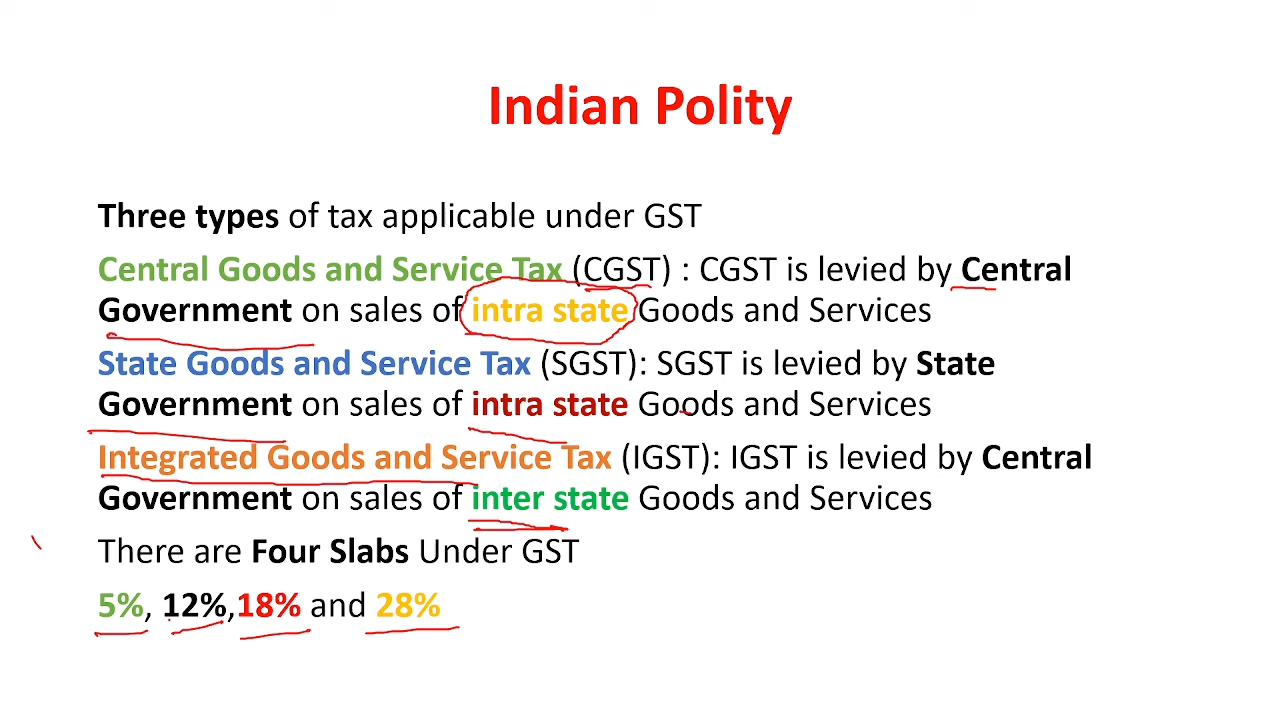 Indian Polity
Three types of tax applicable under GST
Central Goods and Service Tax (CGST) : CGST is levied by Central
Government on sales of intra state Goods and Services
State Goods and Service Tax (SGST): SGST is levied by State
Government on sales of intra state Goods and Services
Integrated Goods and Service Tax (IGST): IGST is levied by Central
Government on sales of inter state Goods and Services
There are Four Slabs Under GST
5%, 12%,18% and 28%